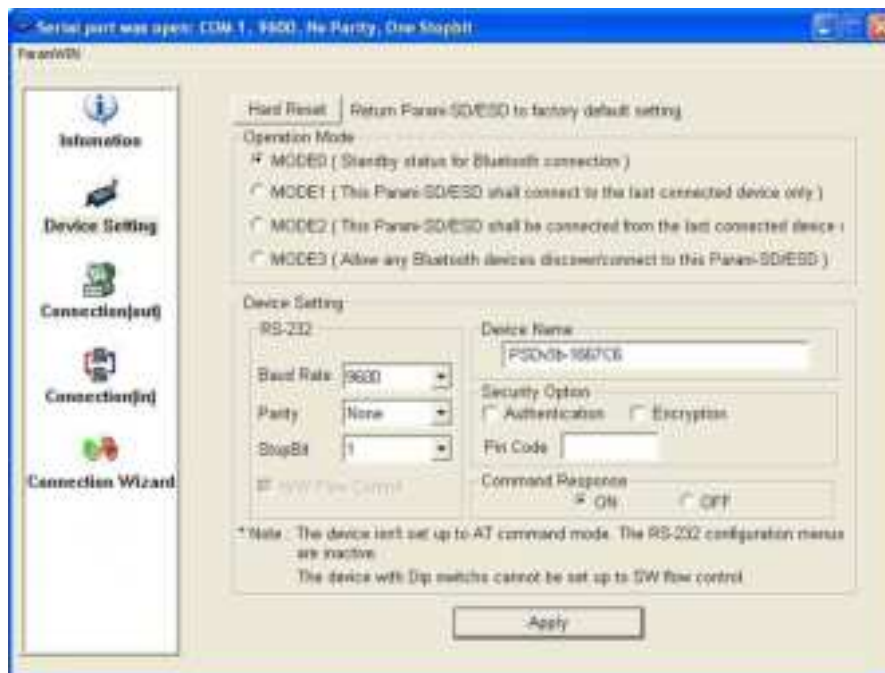 Serial port was open: COM 1, 9600, No Parity, One Stopbit
ParaniWIN
Infomation
Device Setting
Connection(out)
Connection(in)
Connection Wizard
Hard Reset
Return Parani-SD/ESD to factory default setting
Operation Mode
MODE0 ( Standby status for Bluetooth connection )
MODE1 ( This Parani-SD/ESD shall connect to the last connected device only )
MODE2 ( This Parani-SD/ESD shall be connected from the last connected device
MODE3 ( Allow any Bluetooth devices discover/connect to this Parani-SD/ESD )
Device Setting
RS-232
Baud Rate 9600
Parity None
StopBit 1
H/W Flow Control
Device Name
Security Option
Authentication Encryption
Pin Code
Command Response
ON OFF
* Note : The device isn't set up to AT command mode. The RS-232 configuration menus
are inactive
The device with Dip switchs cannot be set up to SW flow control
Apply